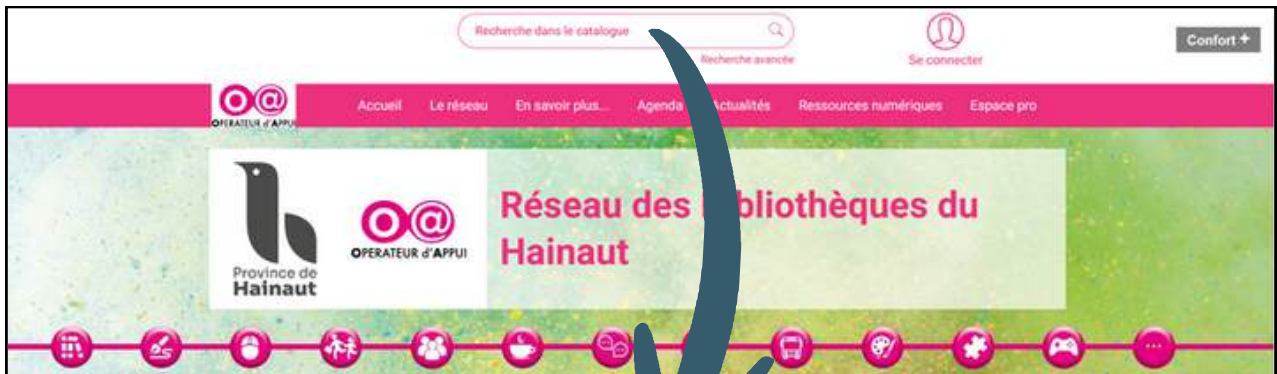 Recherche dans le catalogue
Recherche avancée
Se connecter
Confort +
O@
OPERATEUR d'APPUI
Accueil
Le réseau
En savoir plus...
Agenda
Actualités
Ressources numériques
Espace pro
Province de
Hainaut
O@
OPERATEUR d'APPUI
Réseau des bibliothèques du
Hainaut